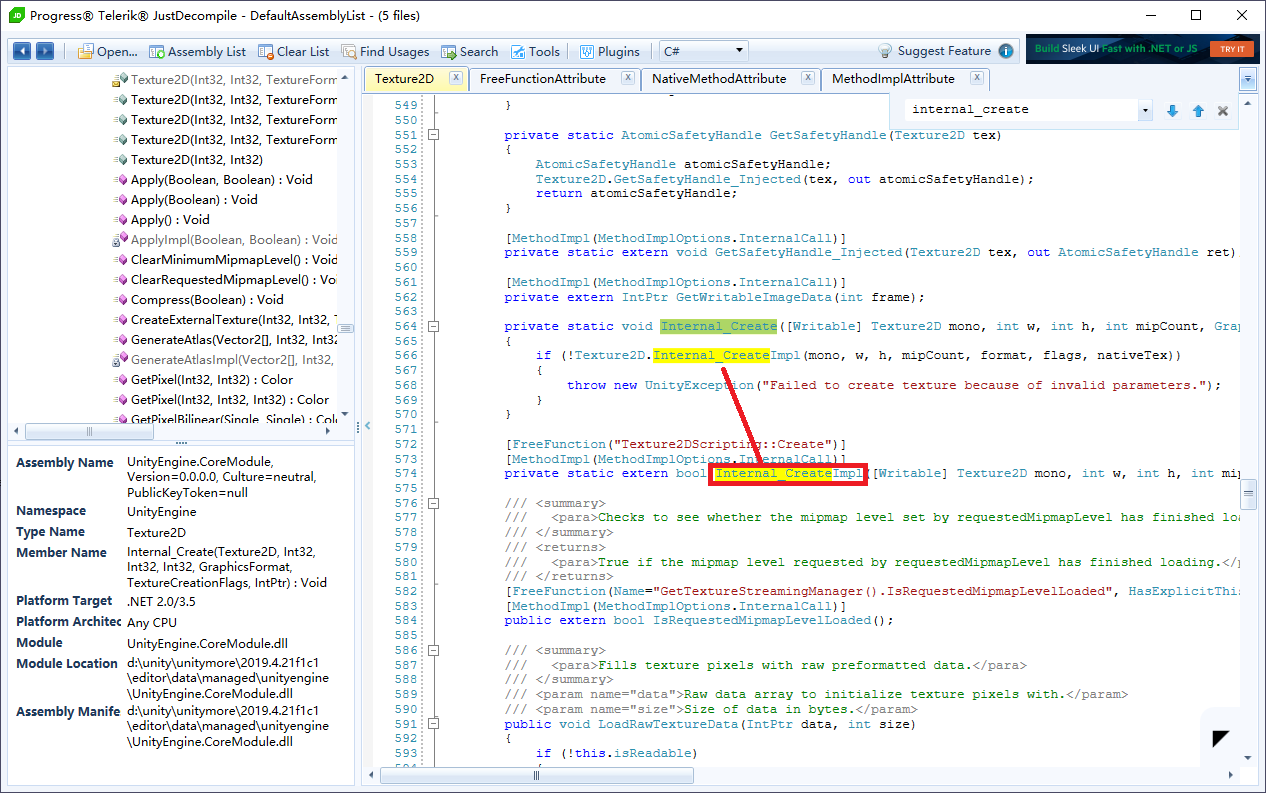 Progress® Telerik® JustDecompile - DefaultAssemblyList - (5 files)
Open... Assembly List Clear List Find Usages Search Tools Plugins C# Suggest Feature
Build Sleek UI Fast with .NET or JS TRY IT
Texture2D(Int32, Int32, TextureForm
Texture2D(Int32, Int32, TextureForm
Texture2D(Int32, Int32, TextureForm
Texture2D(Int32, Int32, TextureForm
Texture2D(Int32, Int32)
Apply(Boolean, Boolean) : Void
Apply(Boolean) : Void
Apply() : Void
ApplyImpl(Boolean, Boolean) : Void
ClearMinimumMipmapLevel() : Void
ClearRequestedMipmapLevel() : Voi
Compress(Boolean) : Void
CreateExternalTexture(Int32, Int32, T
GenerateAtlas(Vector2[], Int32, Int32
GenerateAtlasImpl(Vector2[], Int32,
GetPixel(Int32, Int32) : Color
GetPixel(Int32, Int32, Int32) : Color
GetPixelBilinear(Single, Single) : Colo
Assembly Name UnityEngine.CoreModule,
Version=0.0.0.0, Culture=neutral,
PublicKeyToken=null
Namespace UnityEngine
Type Name Texture2D
Member Name Internal_Create(Texture2D, Int32,
Int32, Int32, GraphicsFormat,
TextureCreationFlags, IntPtr) : Void
Platform Target .NET 2.0/3.5
Platform Architec Any CPU
Module UnityEngine.CoreModule.dll
Module Location d:\unity\unitymore\2019.4.21f1c1
\editor\data\managed\unityengine
\UnityEngine.CoreModule.dll
Assembly Manife d:\unity\unitymore\2019.4.21f1c1
\editor\data\managed\unityengine
\UnityEngine.CoreModule.dll
Texture2D FreeFunctionAttribute NativeMethodAttribute MethodImplAttribute
internal_create
549 }
550
551 private static AtomicSafetyHandle GetSafetyHandle(Texture2D tex)
552 {
553 AtomicSafetyHandle atomicSafetyHandle;
554 Texture2D.GetSafetyHandle_Injected(tex, out atomicSafetyHandle);
555 return atomicSafetyHandle;
556 }
557
558 [MethodImpl(MethodImplOptions.InternalCall)]
559 private static extern void GetSafetyHandle_Injected(Texture2D tex, out AtomicSafetyHandle ret)
560
561 [MethodImpl(MethodImplOptions.InternalCall)]
562 private extern IntPtr GetWritableImageData(int frame);
563
564 private static void Internal_Create([Writable] Texture2D mono, int w, int h, int mipCount, Gra
565 {
566 if (!Texture2D.Internal_CreateImpl(mono, w, h, mipCount, format, flags, nativeTex))
567 {
568 throw new UnityException("Failed to create texture because of invalid parameters.");
569 }
570 }
571
572 [FreeFunction("Texture2DScripting::Create")]
573 [MethodImpl(MethodImplOptions.InternalCall)]
574 private static extern bool Internal_CreateImpl([Writable] Texture2D mono, int w, int h, int mip
575
576 /// <summary>
577 /// <para>Checks to see whether the mipmap level set by requestedMipmapLevel has finished loa
578 /// </summary>
579 /// <returns>
580 /// <para>True if the mipmap level requested by requestedMipmapLevel has finished loading.</p
581 /// </returns>
582 [FreeFunction(Name="GetTextureStreamingManager().IsRequestedMipmapLevelLoaded", HasExplicitThis
583 [MethodImpl(MethodImplOptions.InternalCall)]
584 public extern bool IsRequestedMipmapLevelLoaded();
585
586 /// <summary>
587 /// <para>Fills texture pixels with raw preformatted data.</para>
588 /// </summary>
589 /// <param name="data">Raw data array to initialize texture pixels with.</param>
590 /// <param name="size">Size of data in bytes.</param>
591 public void LoadRawTextureData(IntPtr data, int size)
592 {
593 if (!this.isReadable)